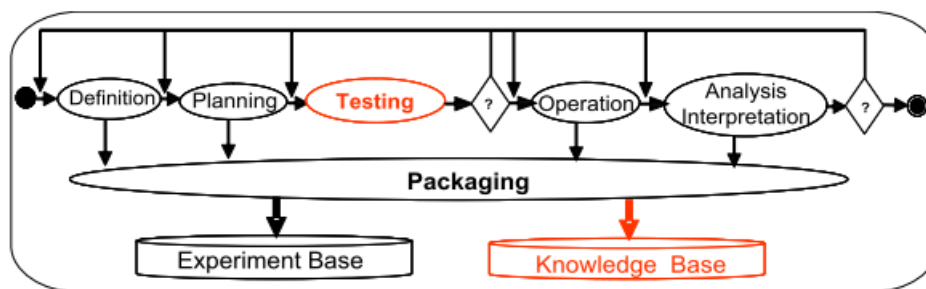 Definition
Planning
Testing
?
Operation
Analysis
Interpretation
?
Packaging
Experiment Base
Knowledge Base